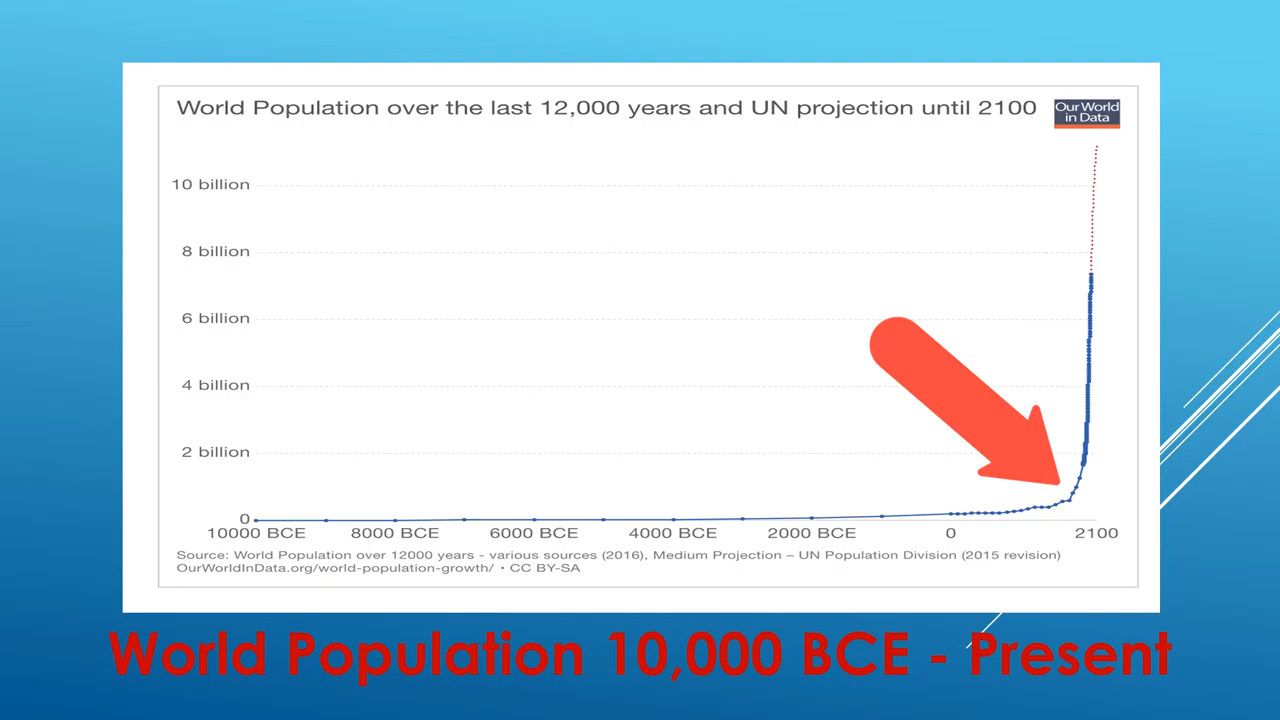 World Population over the last 12,000 years and UN projection until 2100
Our World
in Data
10 billion
8 billion
6 billion
4 billion
2 billion
0
10000 BCE 8000 BCE 6000 BCE 4000 BCE 2000 BCE 0 2100
Source: World Population over 12000 years - various sources (2016), Medium Projection – UN Population Division (2015 revision)
OurWorldInData.org/world-population-growth/ • CC BY-SA
World Population 10,000 BCE - Present